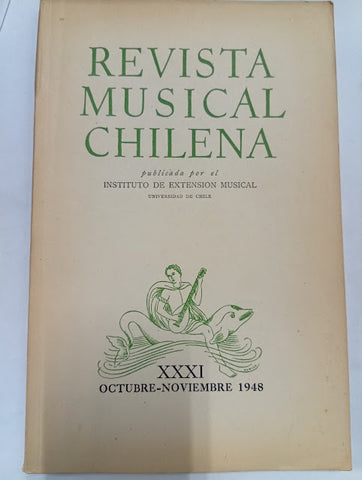 REVISTA
MUSICAL
CHILENA
publicada por el
INSTITUTO DE EXTENSION MUSICAL
UNIVERSIDAD DE CHILE
XXXI
OCTUBRE-NOVIEMBRE 1948